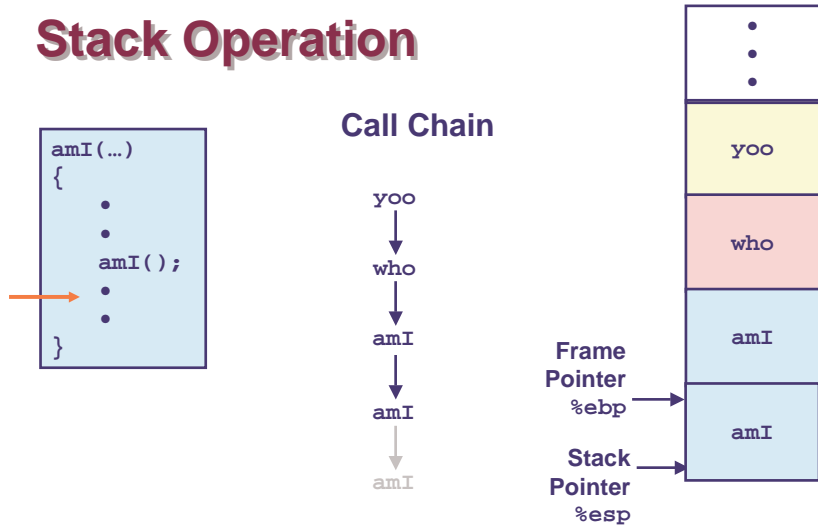 Stack Operation
amI(…)
{
•
•
amI();
•
•
}
Call Chain
yoo
who
amI
amI
amI
•
•
•
yoo
who
amI
amI
Frame
Pointer
%ebp
Stack
Pointer
%esp